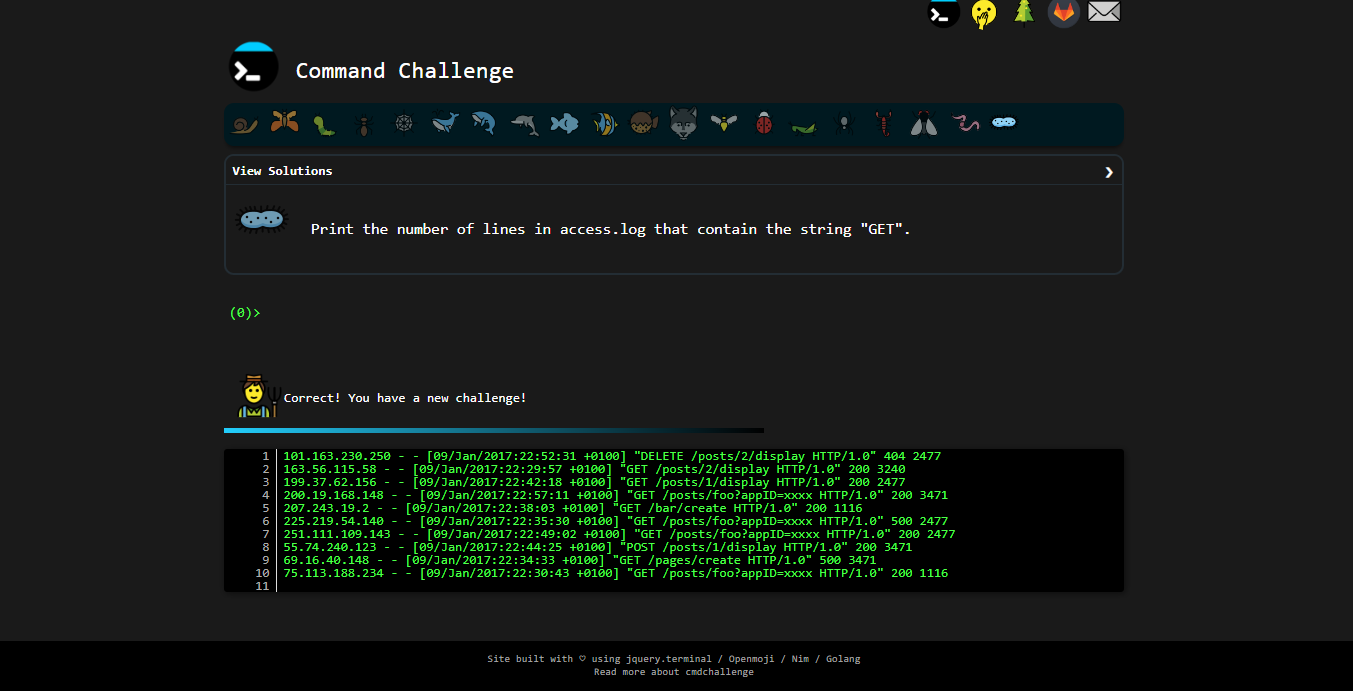 Command Challenge
View Solutions ❯
Print the number of lines in access.log that contain the string "GET".
(0)>
Correct! You have a new challenge!
1 101.163.230.250 - - [09/Jan/2017:22:52:31 +0100] "DELETE /posts/2/display HTTP/1.0" 404 2477
2 163.56.115.58 - - [09/Jan/2017:22:29:57 +0100] "GET /posts/2/display HTTP/1.0" 200 3240
3 199.37.62.156 - - [09/Jan/2017:22:42:18 +0100] "GET /posts/1/display HTTP/1.0" 200 2477
4 200.19.168.148 - - [09/Jan/2017:22:57:11 +0100] "GET /posts/foo?appID=xxxx HTTP/1.0" 200 3471
5 207.243.19.2 - - [09/Jan/2017:22:38:03 +0100] "GET /bar/create HTTP/1.0" 200 1116
6 225.219.54.140 - - [09/Jan/2017:22:35:30 +0100] "GET /posts/foo?appID=xxxx HTTP/1.0" 500 2477
7 251.111.109.143 - - [09/Jan/2017:22:49:02 +0100] "GET /posts/foo?appID=xxxx HTTP/1.0" 200 2477
8 55.74.240.123 - - [09/Jan/2017:22:44:25 +0100] "POST /posts/1/display HTTP/1.0" 200 3471
9 69.16.40.148 - - [09/Jan/2017:22:34:33 +0100] "GET /pages/create HTTP/1.0" 500 3471
10 75.113.188.234 - - [09/Jan/2017:22:30:43 +0100] "GET /posts/foo?appID=xxxx HTTP/1.0" 200 1116
11
Site built with ♡ using jquery.terminal / Openmoji / Nim / Golang
Read more about cmdchallenge